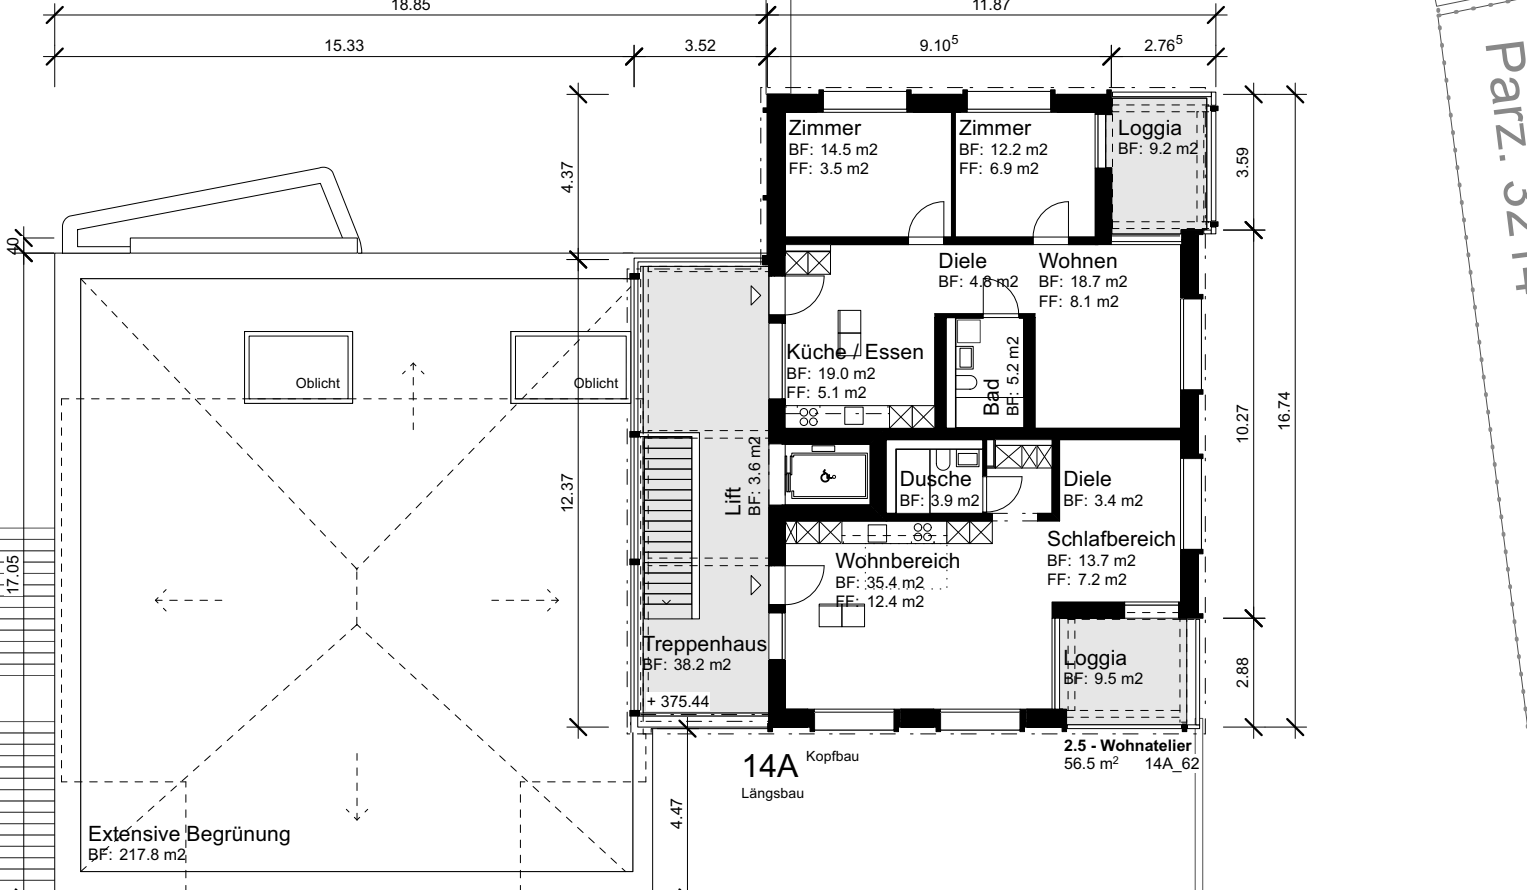 18.85
11.87
15.33
3.52
9.10⁵
2.76⁵
Parz. 3214
Zimmer
BF: 14.5 m2
FF: 3.5 m2
Zimmer
BF: 12.2 m2
FF: 6.9 m2
Loggia
BF: 9.2 m2
4.37
3.59
40
Diele
BF: 4.8 m2
Wohnen
BF: 18.7 m2
FF: 8.1 m2
Küche / Essen
BF: 19.0 m2
FF: 5.1 m2
Bad
BF: 5.2 m2
Oblicht
Oblicht
10.27
16.74
12.37
Lift
BF: 3.6 m2
Dusche
BF: 3.9 m2
Diele
BF: 3.4 m2
Schlafbereich
BF: 13.7 m2
FF: 7.2 m2
Wohnbereich
BF: 35.4 m2
FF: 12.4 m2
17.05
Treppenhaus
BF: 38.2 m2
+ 375.44
Loggia
BF: 9.5 m2
2.88
14A
Kopfbau
Längsbau
2.5 - Wohnatelier
56.5 m² 14A_62
4.47
Extensive Begrünung
BF: 217.8 m2